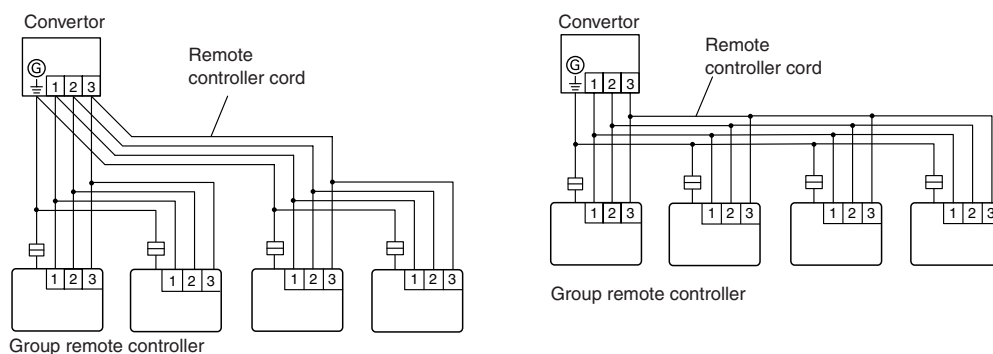 Convertor
Remote
controller cord
G
1 2 3
1 2 3
1 2 3
1 2 3
1 2 3
Group remote controller
Convertor
Remote
controller cord
G
1 2 3
1 2 3
1 2 3
1 2 3
1 2 3
Group remote controller